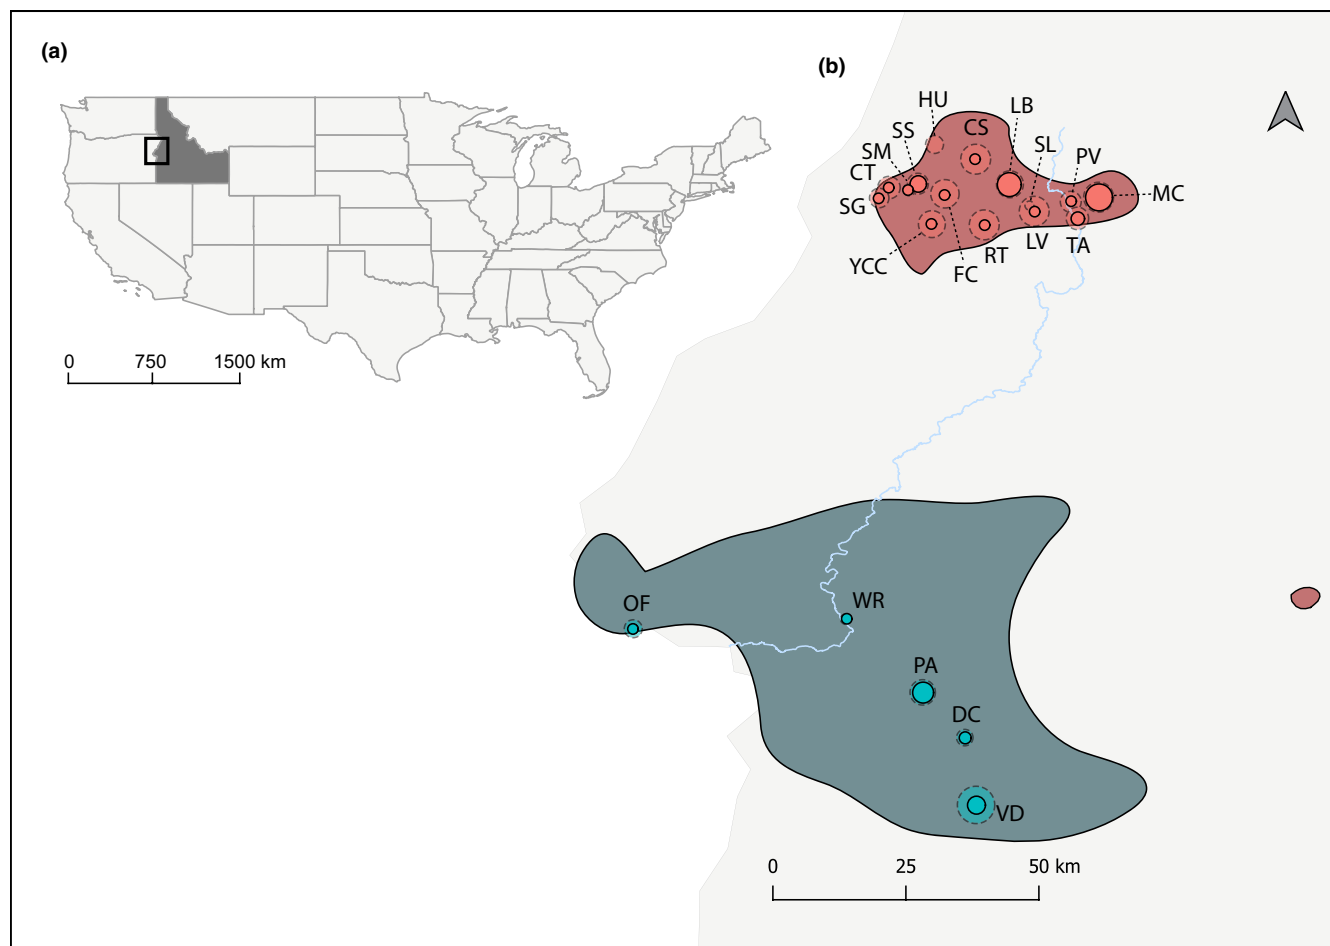 (a)
0 750 1500 km
(b)
HU
LB
SS
CS
SL
SM
PV
CT
MC
SG
LV
TA
YCC
RT
FC
OF
WR
PA
DC
VD
0 25 50 km